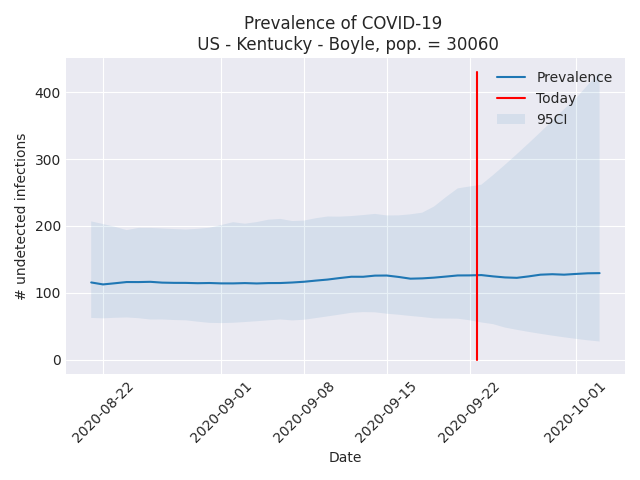 Prevalence of COVID-19
US - Kentucky - Boyle, pop. = 30060
Prevalence
Today
95CI
400
300
200
100
0
# undetected infections
2020-08-22
2020-09-01
2020-09-08
2020-09-15
2020-09-22
2020-10-01
Date